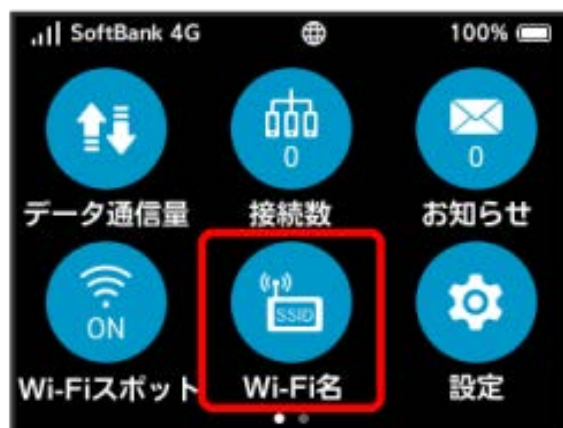 SoftBank 4G 100%
0 0
データ通信量 接続数 お知らせ
ON SSID
Wi-Fiスポット Wi-Fi名 設定